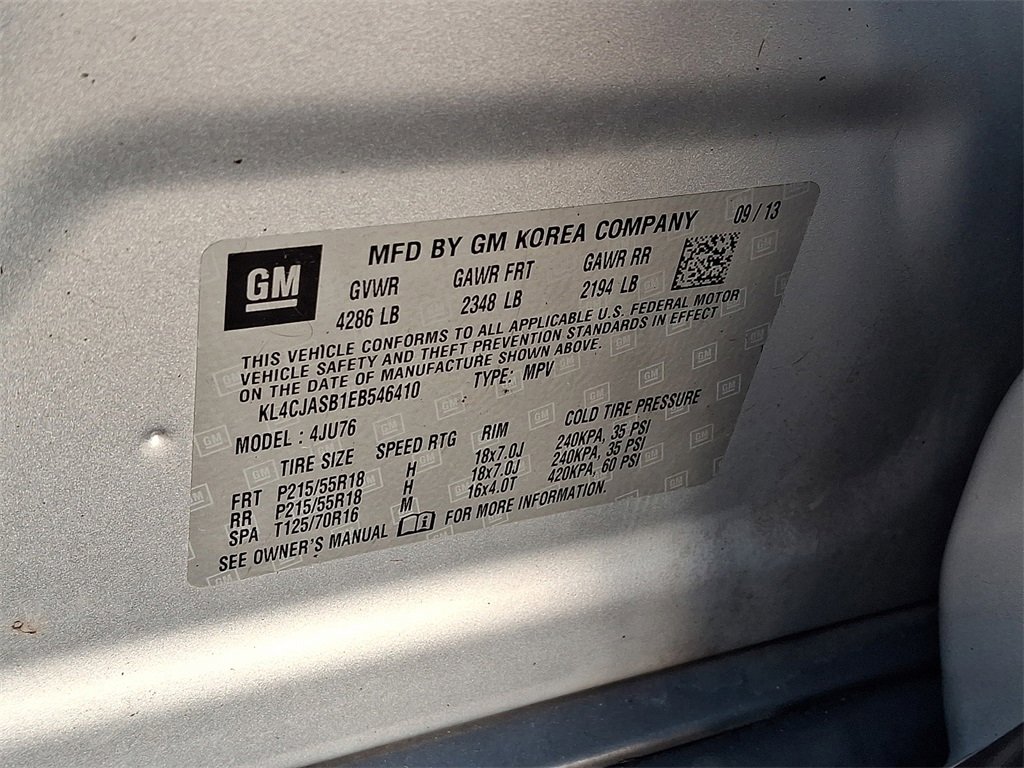 GM
MFD BY GM KOREA COMPANY 09/13
GVWR GAWR FRT GAWR RR
4286 LB 2348 LB 2194 LB
THIS VEHICLE CONFORMS TO ALL APPLICABLE U.S. FEDERAL MOTOR
VEHICLE SAFETY AND THEFT PREVENTION STANDARDS IN EFFECT
ON THE DATE OF MANUFACTURE SHOWN ABOVE.
KL4CJASB1EB546410 TYPE: MPV
MODEL : 4JU76
TIRE SIZE SPEED RTG RIM COLD TIRE PRESSURE
FRT P215/55R18 H 18x7.0J 240KPA, 35 PSI
RR P215/55R18 H 18x7.0J 240KPA, 35 PSI
SPA T125/70R16 M 16x4.0T 420KPA, 60 PSI
SEE OWNER'S MANUAL FOR MORE INFORMATION.